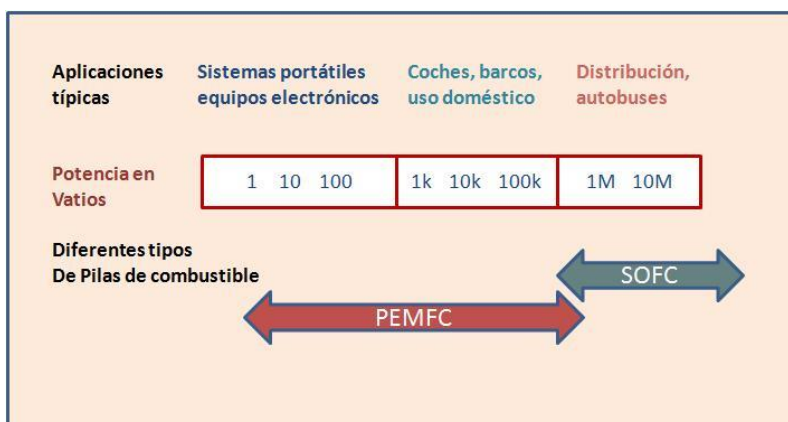 Aplicaciones
típicas
Sistemas portátiles
equipos electrónicos
Coches, barcos,
uso doméstico
Distribución,
autobuses
Potencia en
Vatios
1 10 100
1k 10k 100k
1M 10M
Diferentes tipos
De Pilas de combustible
SOFC
PEMFC